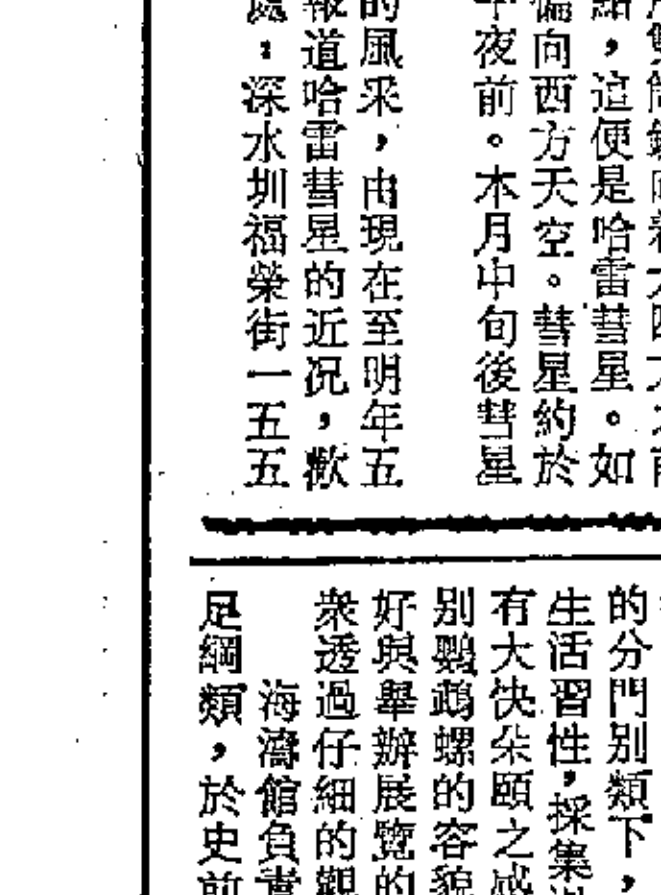 點，這便是哈雷彗星。如
偏向西方天空。彗星約於
午夜前。本月中旬後彗星
的風采，由現在至明年五
報道哈雷彗星的近況，歡
處：深水埗福榮街一五五
的分門別類下，
生活習性，採集
有大快朵頤之感
別鸚鵡螺的容貌
好與舉辦展覽的
眾透過仔細的觀
海濤館負責
足綱類，於史前